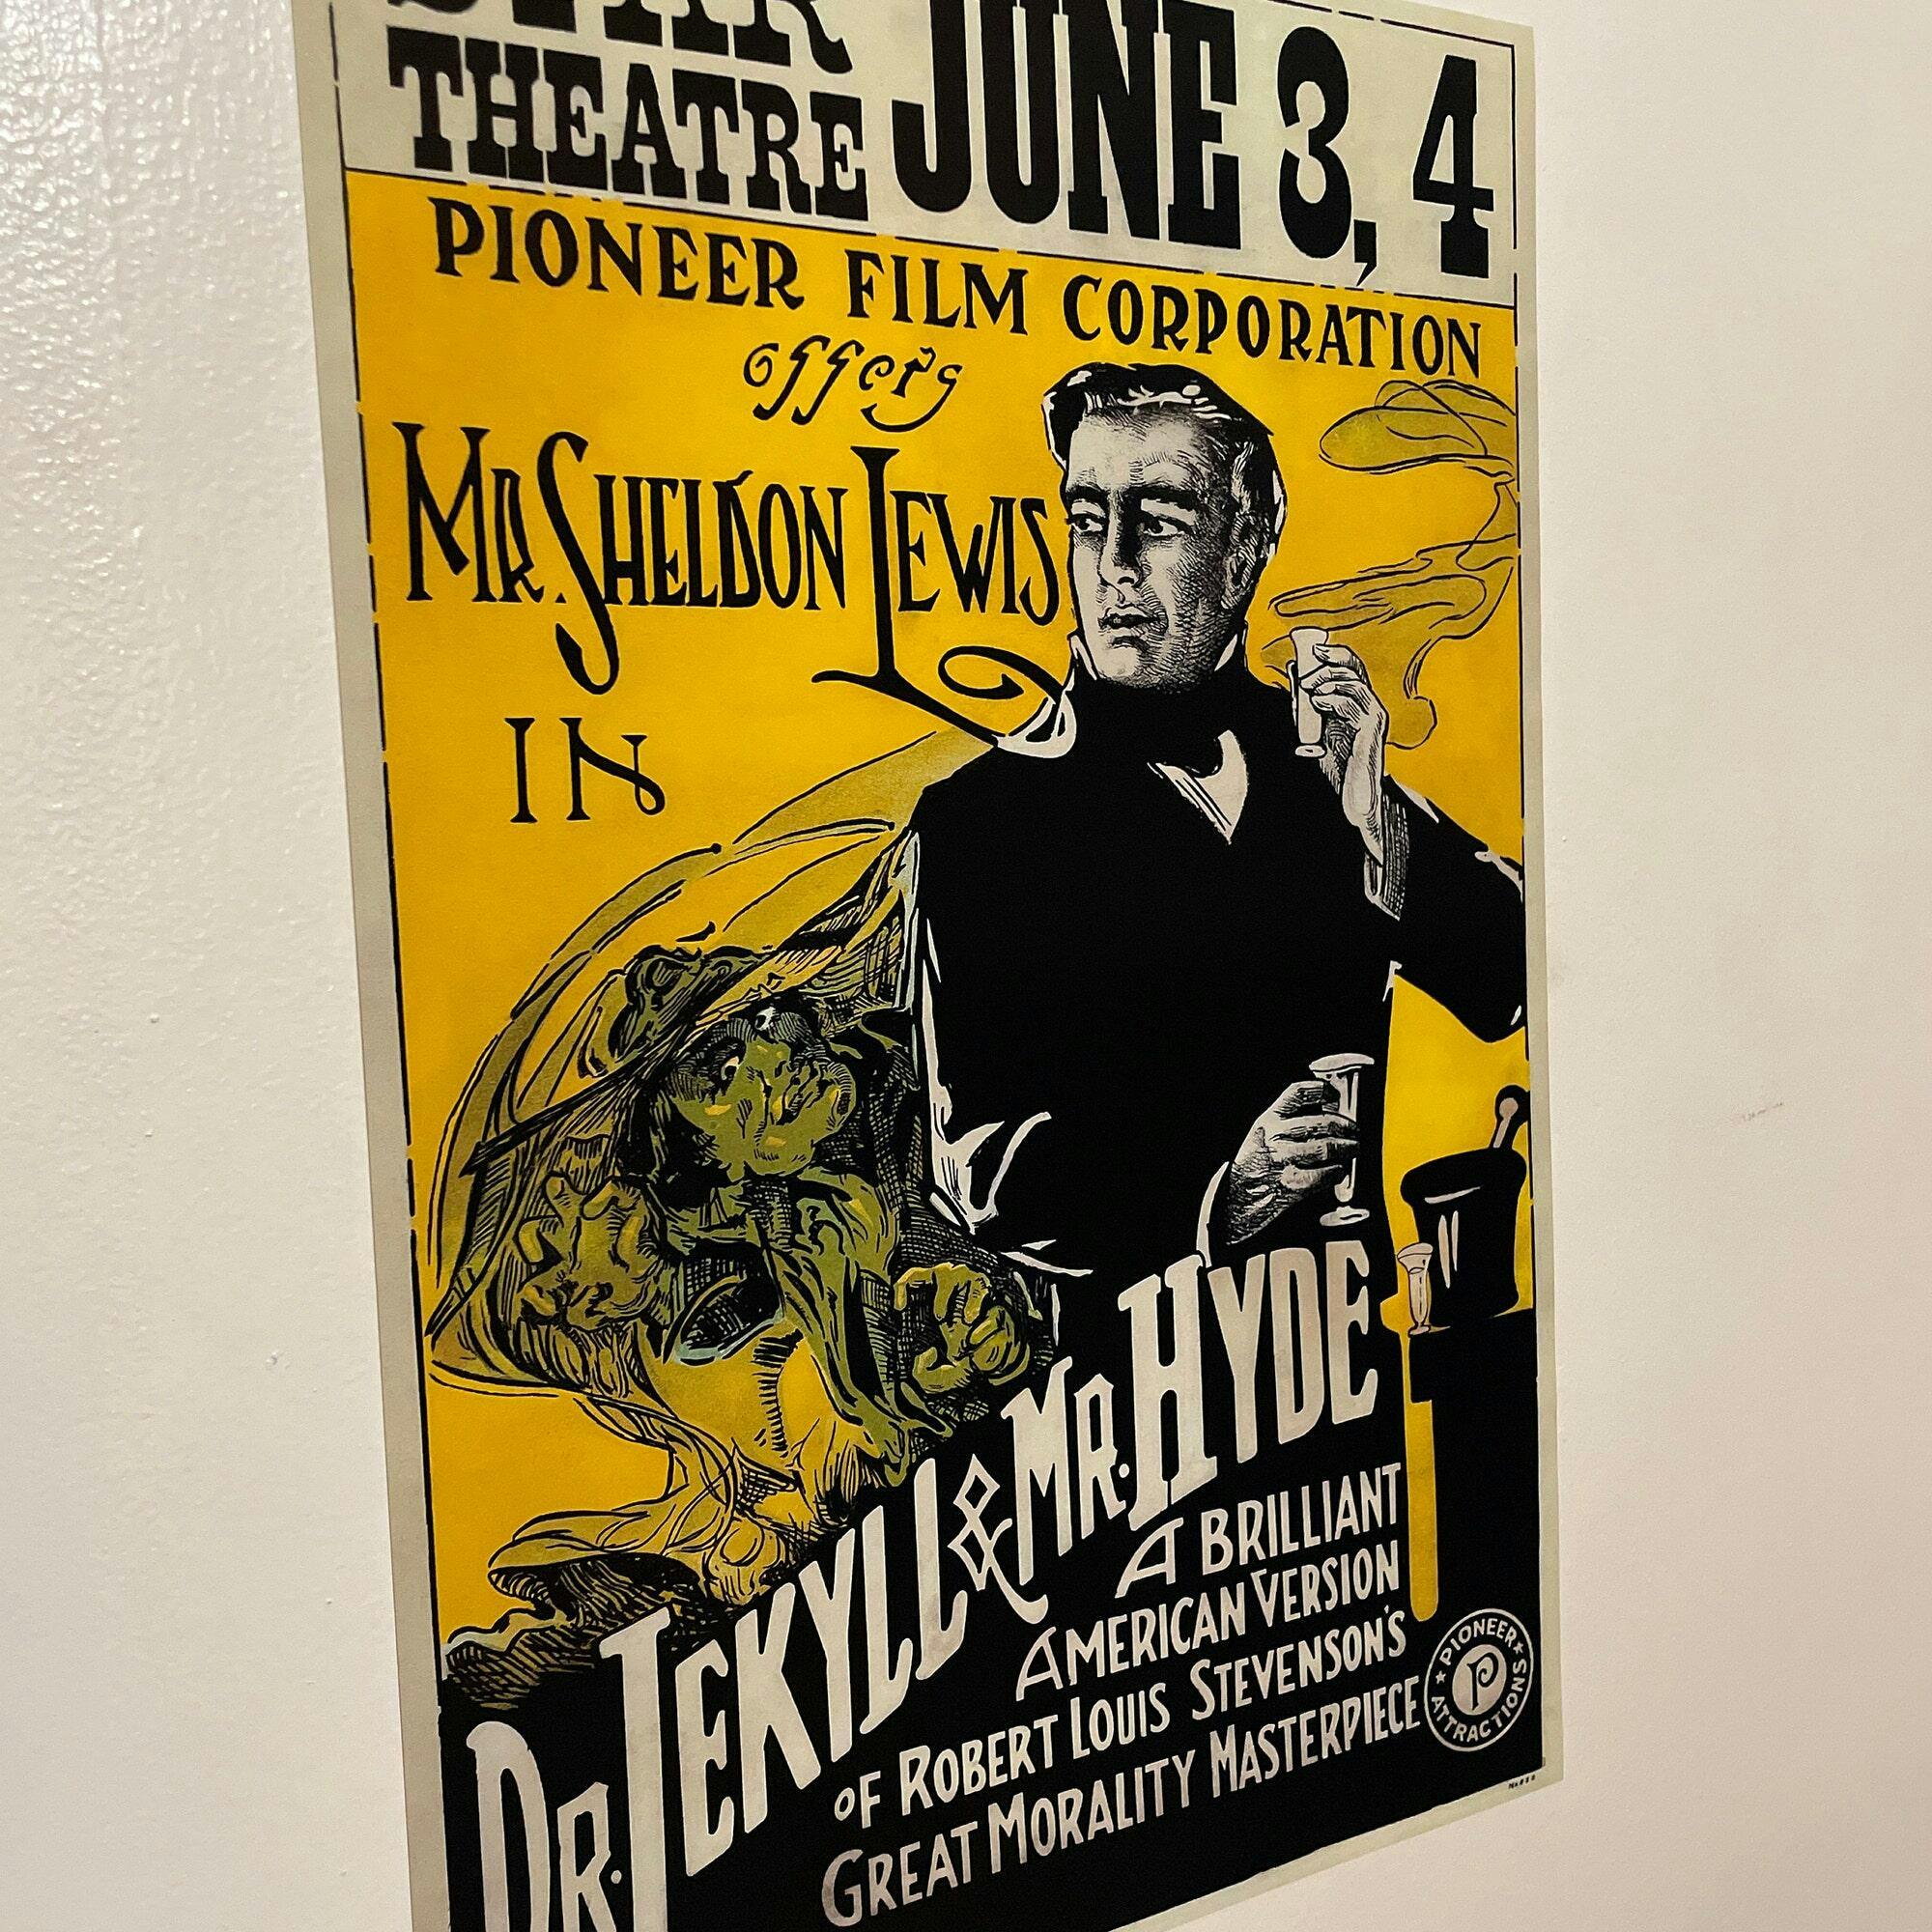 STAR
THEATRE
JUNE 3, 4
PIONEER FILM CORPORATION
offers
MR. SHELDON LEWIS
IN
DR. JEKYLL & MR. HYDE
A BRILLIANT
AMERICAN VERSION
OF ROBERT LOUIS STEVENSON'S
GREAT MORALITY MASTERPIECE
PIONEER
P
ATTRACTIONS